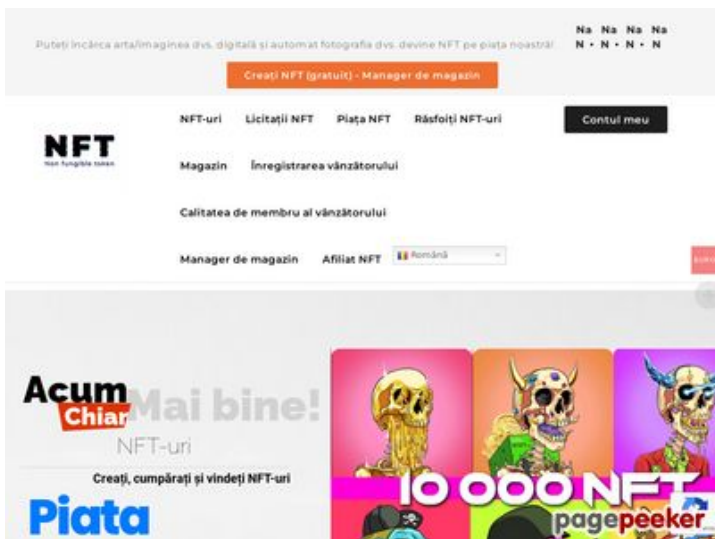 Puteți încărca arta/imaginea dvs. digitală și automat fotografia dvs. devine NFT pe piața noastră!
Na Na Na Na
N • N • N • N
Creați NFT (gratuit) - Manager de magazin
NFT-uri Licitații NFT Piața NFT Răsfoiți NFT-uri
Contul meu
NFT
Non fungible token
Magazin Înregistrarea vânzătorului
Calitatea de membru al vânzătorului
Manager de magazin Afiliat NFT Română
Acum Mai bine!
Chiar
NFT-uri
Creați, cumpărați și vindeți NFT-uri
Piata
10 000 NFT
pagepeeker